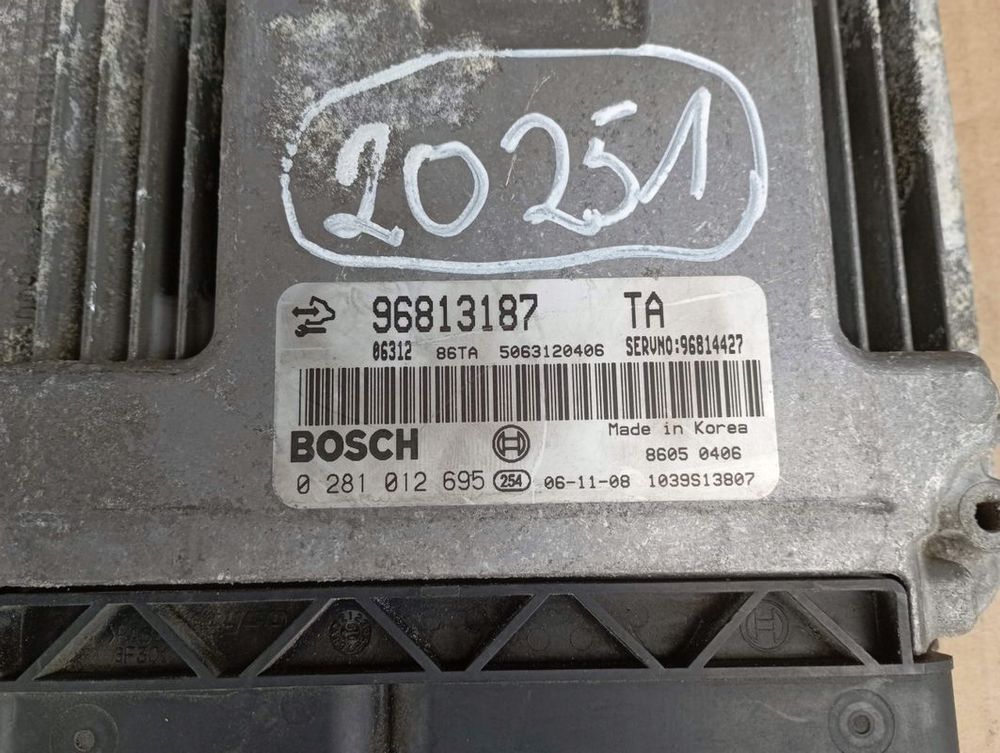 20251
96813187 TA
06312 86TA 5063120406 SERVNO:96814427
Made in Korea
BOSCH
8605 0406
0 281 012 695 254 06-11-08 1039S13807